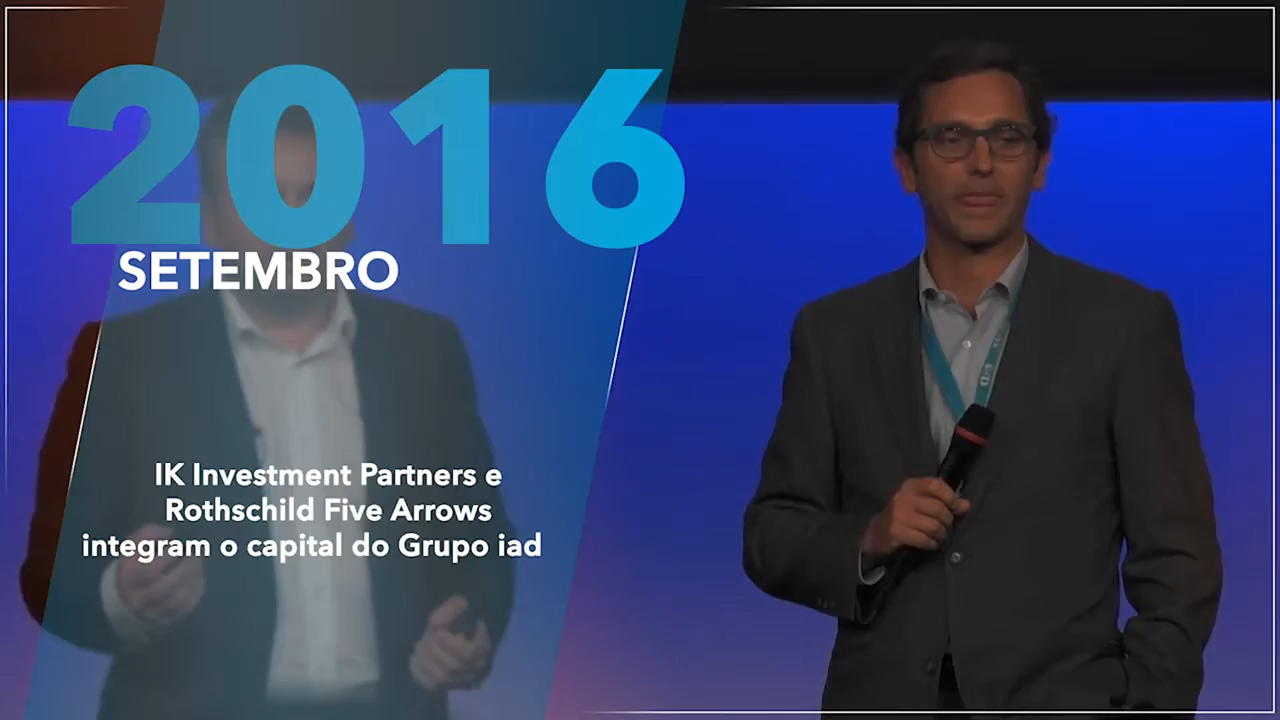 2016
SETEMBRO
IK Investment Partners e
Rothschild Five Arrows
integram o capital do Grupo iad